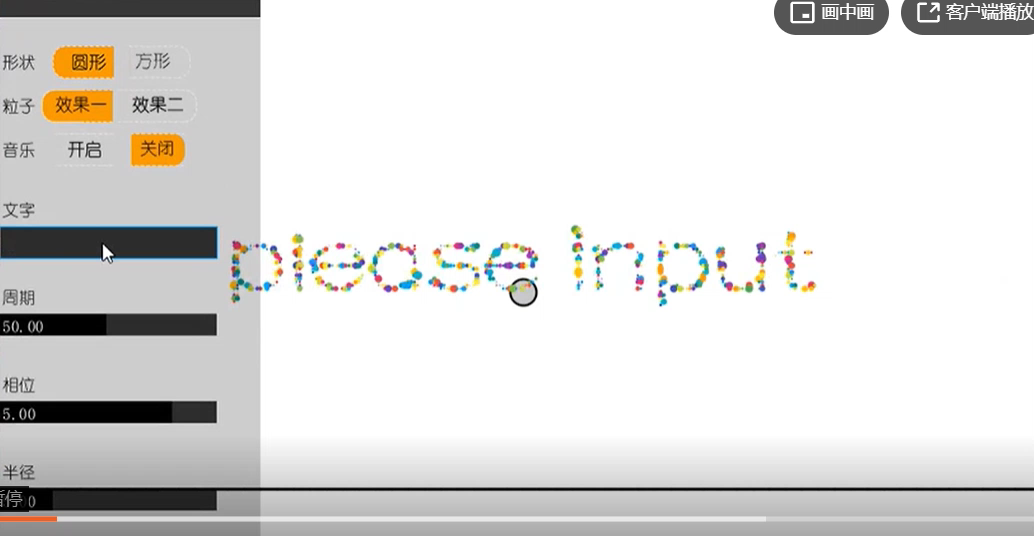 画中画
客户端播放
形状 圆形 方形
粒子 效果一 效果二
音乐 开启 关闭
文字
please input
周期
50.00
相位
5.00
半径
暂停